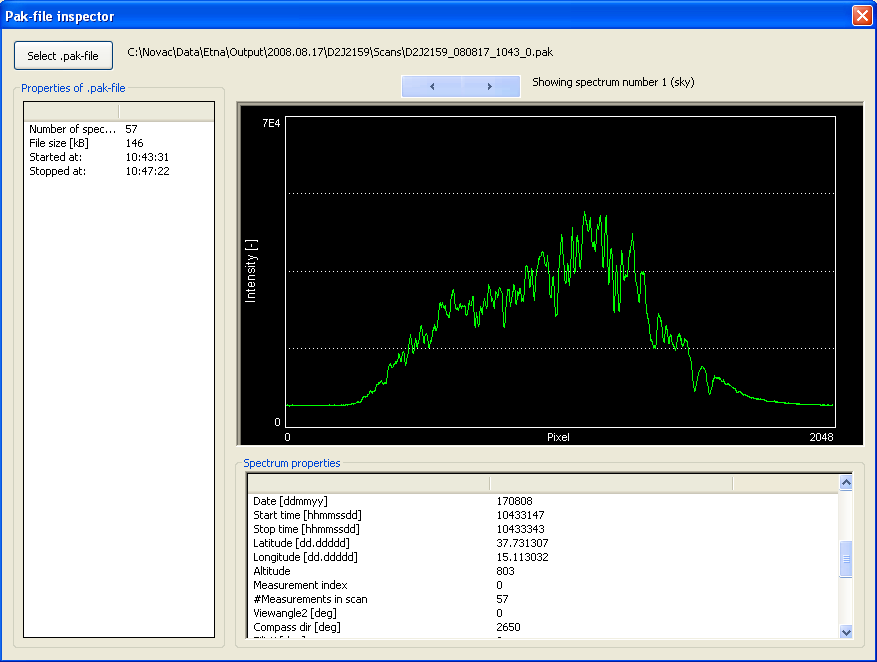 Pak-file inspector
Select .pak-file
C:\Novac\Data\Etna\Output\2008.08.17\D2J2159\Scans\D2J2159_080817_1043_0.pak
Showing spectrum number 1 (sky)
Properties of .pak-file
Number of spec... 57
File size [kB] 146
Started at: 10:43:31
Stopped at: 10:47:22
7E4
Intensity [-]
0
0 Pixel 2048
Spectrum properties
Date [ddmmyy] 170808
Start time [hhmmssdd] 10433147
Stop time [hhmmssdd] 10433343
Latitude [dd.ddddd] 37.731307
Longitude [dd.ddddd] 15.113032
Altitude 803
Measurement index 0
#Measurements in scan 57
Viewangle2 [deg] 0
Compass dir [deg] 2650